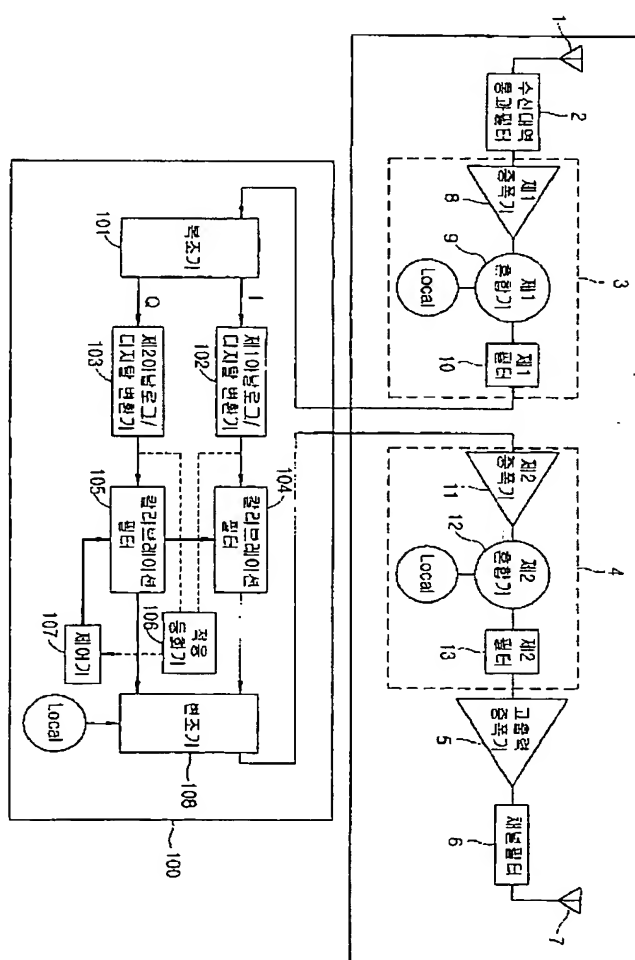 1
수신대역
통과필터
2
제1
증폭기
8
제1
혼합기
9
Local
제1
필터
10
3
제2
증폭기
11
제2
혼합기
12
Local
제2
필터
13
4
고출력
증폭기
5
채널필터
6
7
복조기
101
I
Q
제1아날로그/
디지탈 변환기
102
제2아날로그/
디지탈 변환기
103
캘리브레이션
필터
104
캘리브레이션
필터
105
적응
등화기
106
제어기
107
변조기
108
Local
100